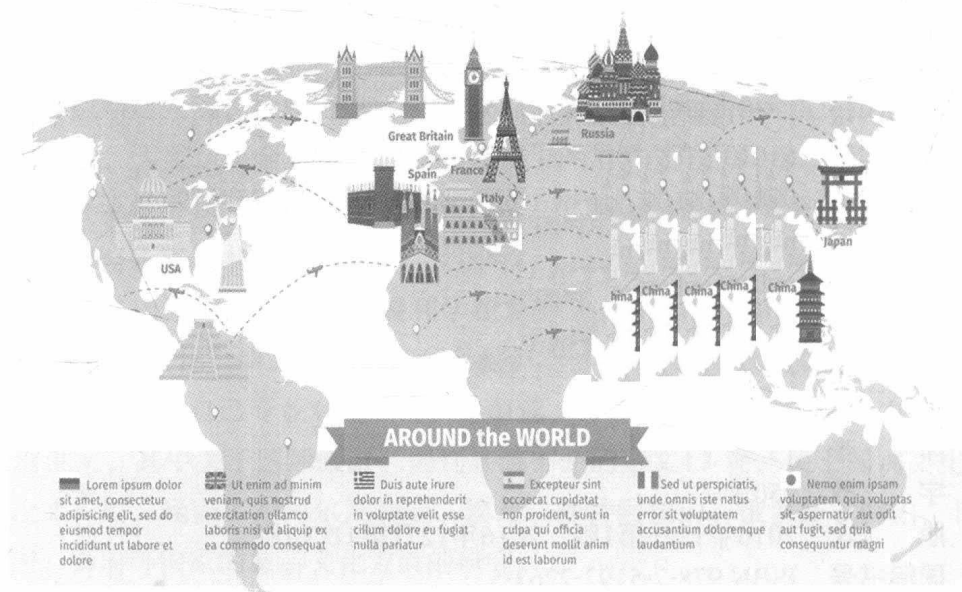 Great Britain
Russia
Spain
France
Italy
Japan
USA
hina
China
China
China
China
AROUND the WORLD
Lorem ipsum dolor
sit amet, consectetur
adipisicing elit, sed do
eiusmod tempor
incididunt ut labore et
dolore
Ut enim ad minim
veniam, quis nostrud
exercitation ullamco
laboris nisi ut aliquip ex
ea commodo consequat
Duis aute irure
dolor in reprehenderit
in voluptate velit esse
cillum dolore eu fugiat
nulla pariatur
Excepteur sint
occaecat cupidatat
non proident, sunt in
culpa qui officia
deserunt mollit anim
id est laborum
Sed ut perspiciatis,
unde omnis iste natus
error sit voluptatem
accusantium doloremque
laudantium
Nemo enim ipsam
voluptatem, quia voluptas
sit, aspernatur aut odit
aut fugit, sed quia
consequuntur magni